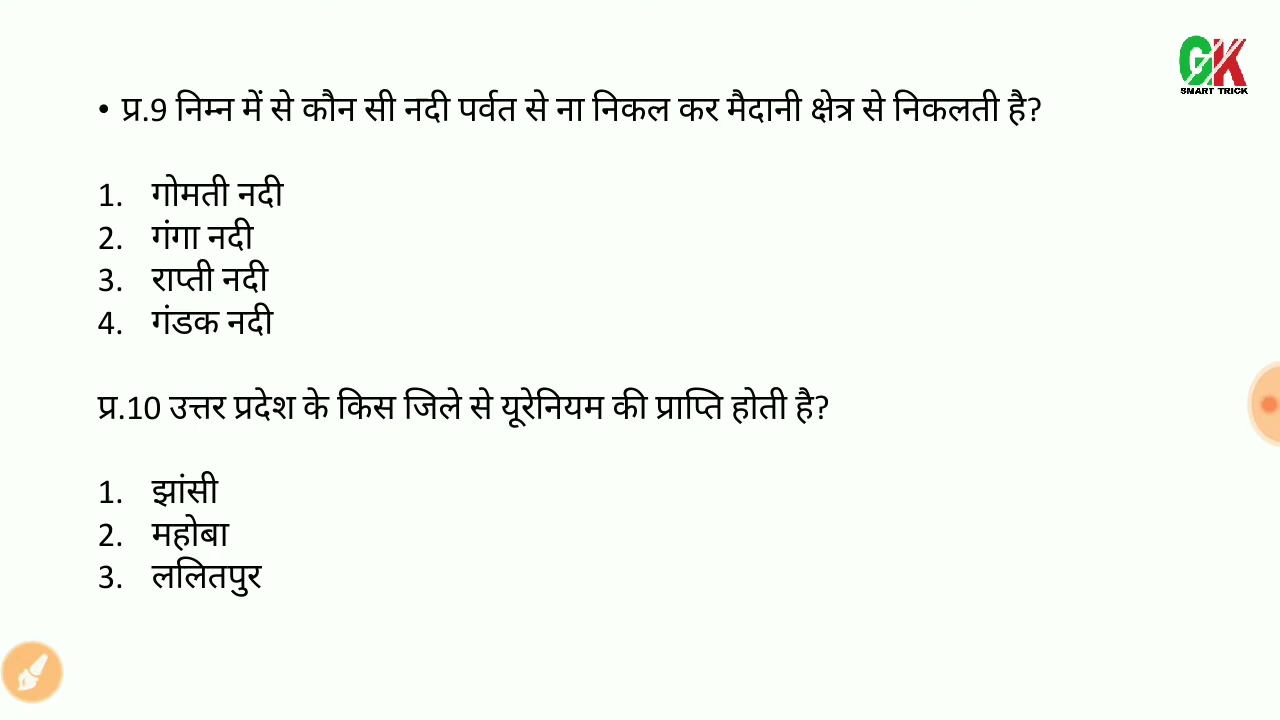 GK
SMART TRICK
• प्र.9 निम्न में से कौन सी नदी पर्वत से ना निकल कर मैदानी क्षेत्र से निकलती है?
1. गोमती नदी
2. गंगा नदी
3. राप्ती नदी
4. गंडक नदी
प्र.10 उत्तर प्रदेश के किस जिले से यूरेनियम की प्राप्ति होती है?
1. झांसी
2. महोबा
3. ललितपुर